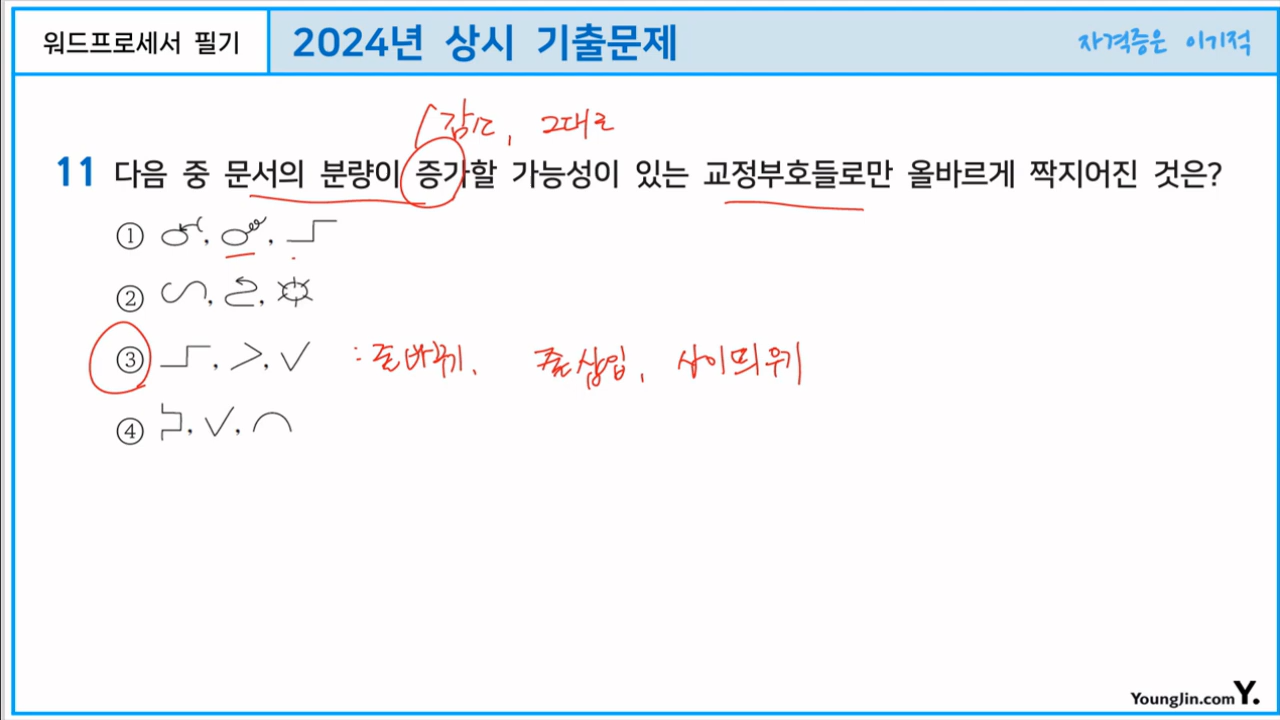 워드프로세서 필기
2024년 상시 기출문제
자격증은 이기적
감소, 그대로
11 다음 중 문서의 분량이 증가할 가능성이 있는 교정부호들로만 올바르게 짝지어진 것은?
①
②
③ : 줄바꾸기, 줄삽입, 사이띄우기
④
YoungJin.com Y.